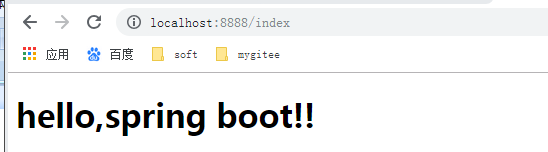 localhost:8888/index
应用 百度 soft mygitee
hello,spring boot!!